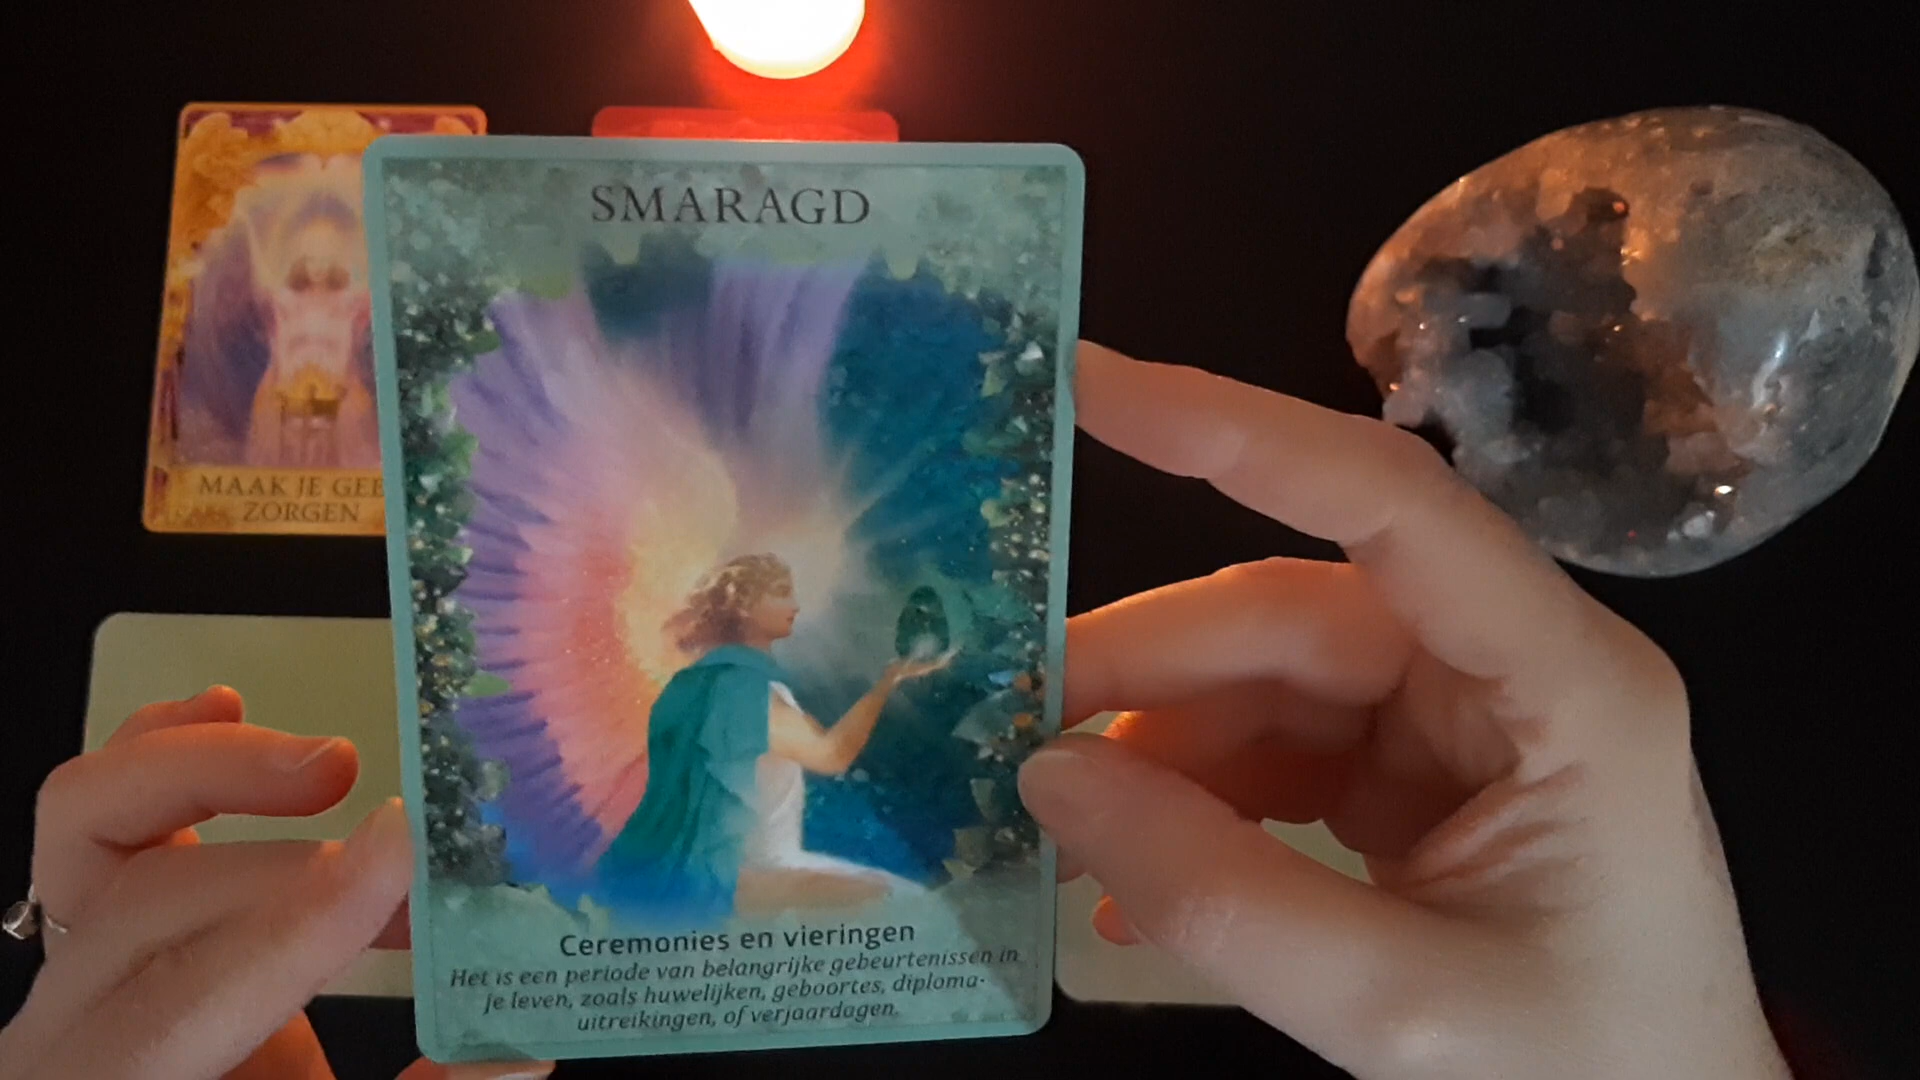 SMARAGD
MAAK JE GEE
ZORGEN
Ceremonies en vieringen
Het is een periode van belangrijke gebeurtenissen in
je leven, zoals huwelijken, geboortes, diploma-
uitreikingen, of verjaardagen.